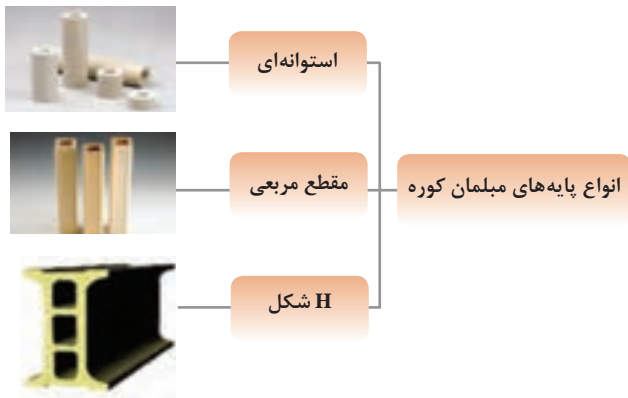 انواع پایه‌های مبلمان کوره
استوانه‌ای
مقطع مربعی
H شکل